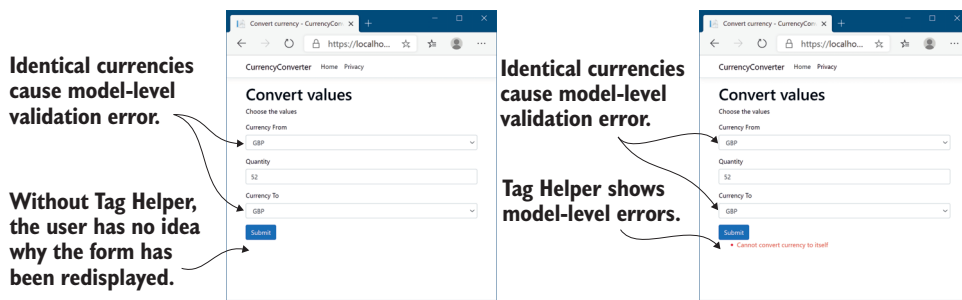 Convert currency - CurrencyCon
https://localho...
CurrencyConverter Home Privacy
Identical currencies
cause model-level
validation error.
Convert values
Choose the values
Currency From
GBP
Quantity
52
Currency To
GBP
Submit
Without Tag Helper,
the user has no idea
why the form has
been redisplayed.
Convert currency - CurrencyCon
https://localho...
CurrencyConverter Home Privacy
Identical currencies
cause model-level
validation error.
Convert values
Choose the values
Currency From
GBP
Quantity
52
Currency To
GBP
Submit
Cannot convert currency to itself
Tag Helper shows
model-level errors.